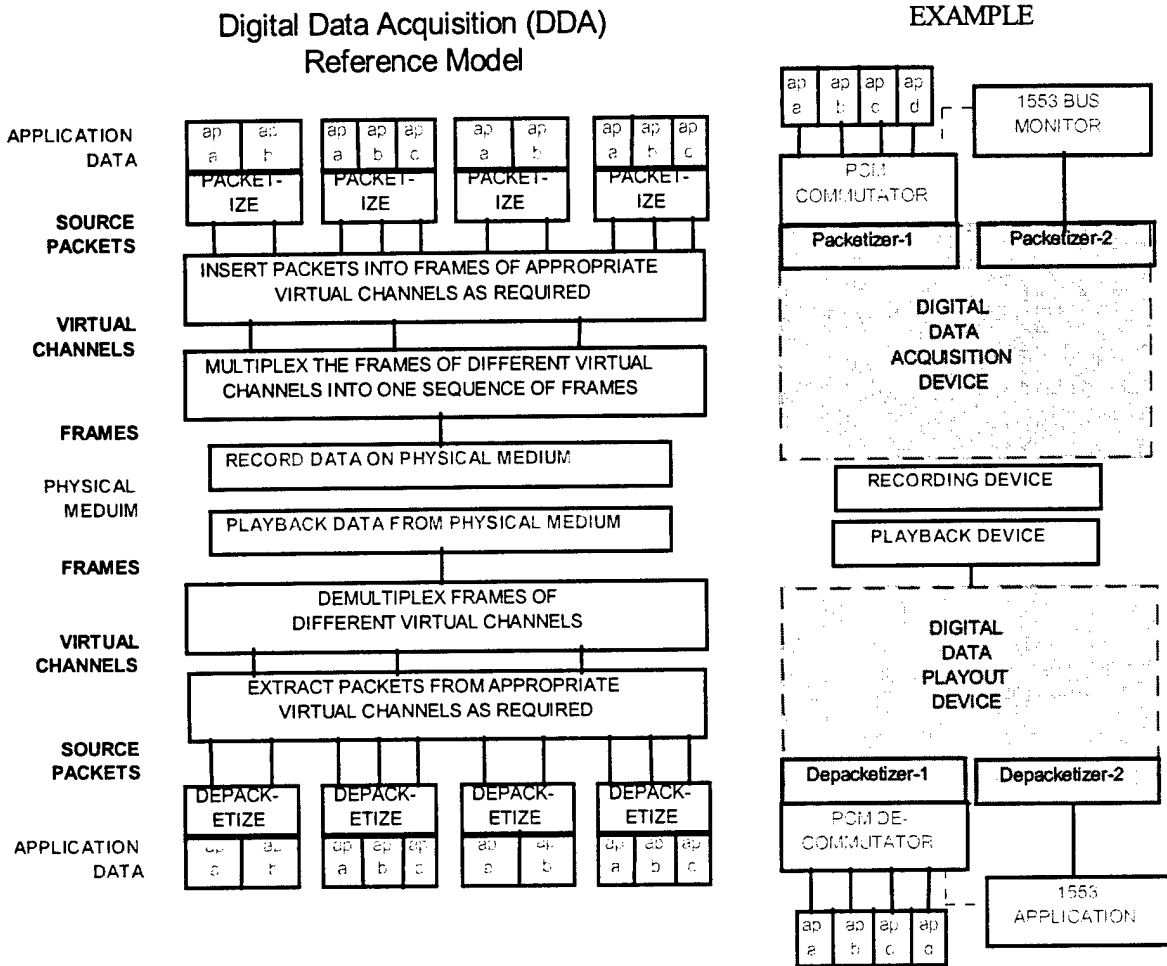 Digital Data Acquisition (DDA)
Reference Model
APPLICATION
DATA
ap a ap b
ap a ap b ap c
ap a ap b
ap a ap b ap c
PACKET-
IZE
PACKET-
IZE
PACKET-
IZE
PACKET-
IZE
SOURCE
PACKETS
INSERT PACKETS INTO FRAMES OF APPROPRIATE
VIRTUAL CHANNELS AS REQUIRED
VIRTUAL
CHANNELS
MULTIPLEX THE FRAMES OF DIFFERENT VIRTUAL
CHANNELS INTO ONE SEQUENCE OF FRAMES
FRAMES
RECORD DATA ON PHYSICAL MEDIUM
PHYSICAL
MEDUIM
PLAYBACK DATA FROM PHYSICAL MEDIUM
FRAMES
DEMULTIPLEX FRAMES OF
DIFFERENT VIRTUAL CHANNELS
VIRTUAL
CHANNELS
EXTRACT PACKETS FROM APPROPRIATE
VIRTUAL CHANNELS AS REQUIRED
SOURCE
PACKETS
DEPACK-
ETIZE
DEPACK-
ETIZE
DEPACK-
ETIZE
DEPACK-
ETIZE
APPLICATION
DATA
ap a ap b
ap a ap b ap c
ap a ap b
ap a ap b ap c
EXAMPLE
ap a ap b ap c ap d
1553 BUS
MONITOR
PCM
COMMUTATOR
Packetizer-1
Packetizer-2
DIGITAL
DATA
ACQUISITION
DEVICE
RECORDING DEVICE
PLAYBACK DEVICE
DIGITAL
DATA
PLAYOUT
DEVICE
Depacketizer-1
Depacketizer-2
PCM DE-
COMMUTATOR
1553
APPLICATION
ap a ap b ap c ap d